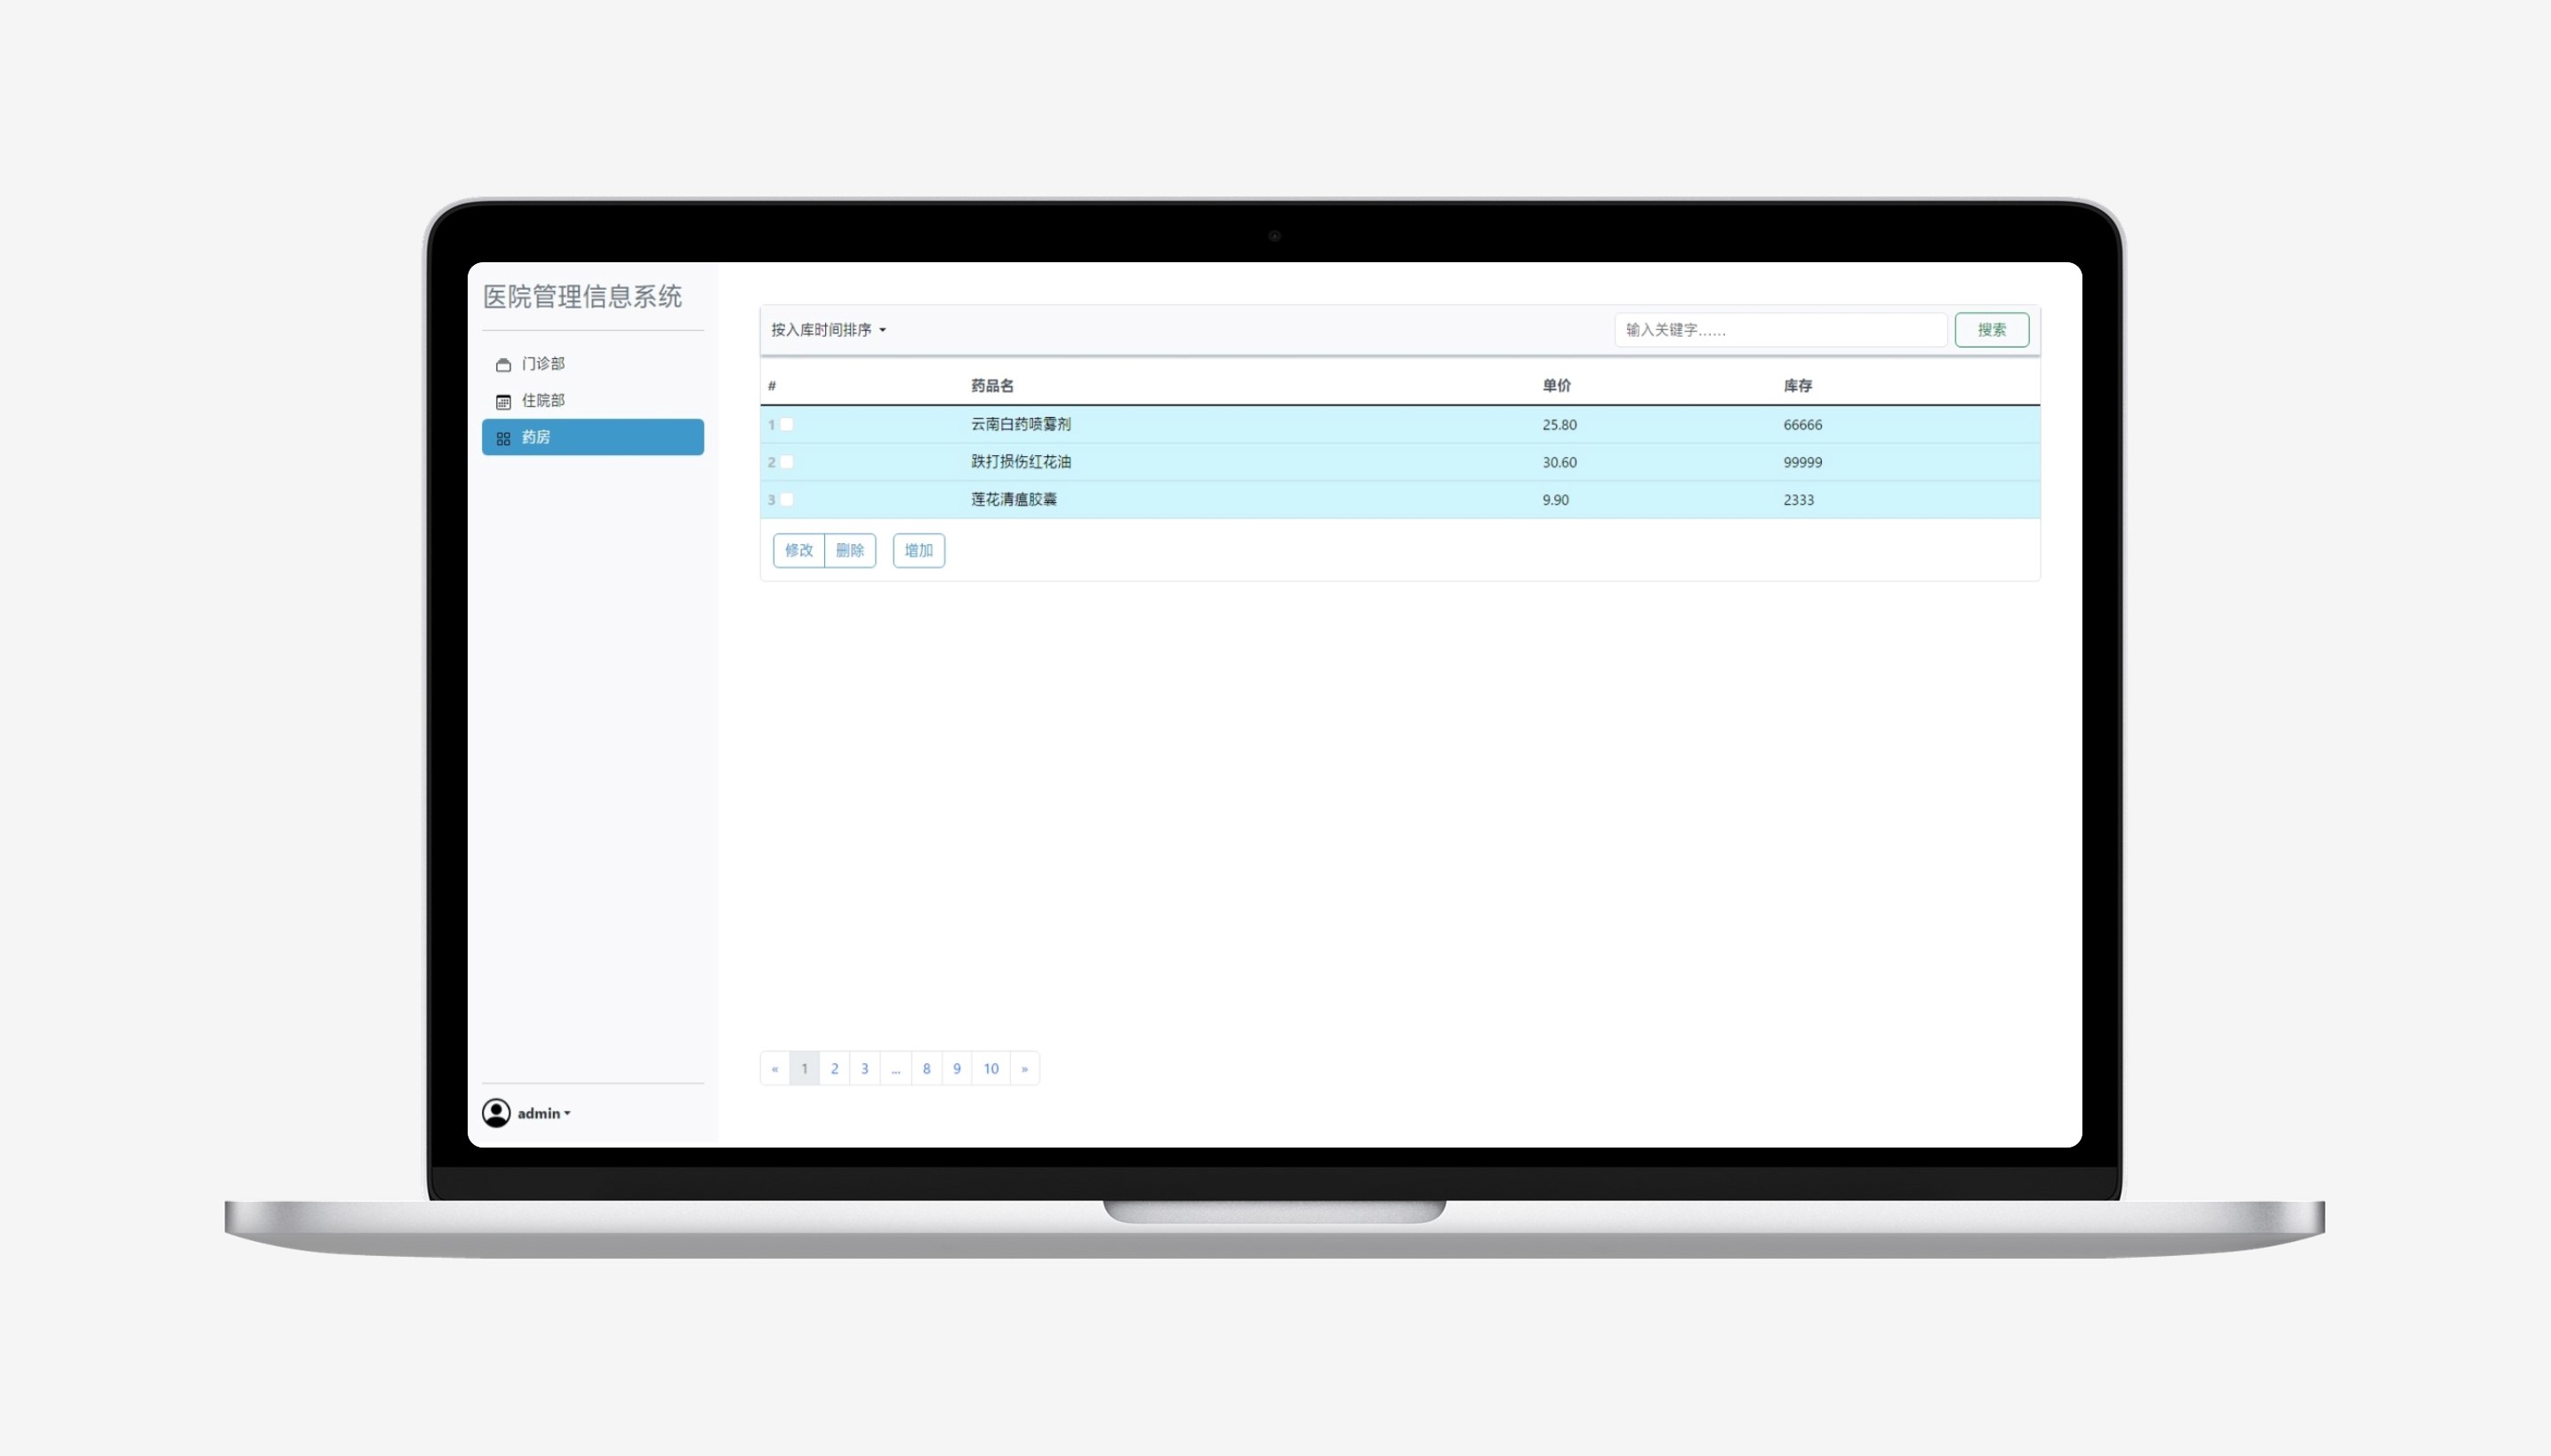 医院管理信息系统
门诊部
住院部
药房
admin
按入库时间排序
输入关键字......
搜索
# 药品名 单价 库存
1 云南白药喷雾剂 25.80 66666
2 跌打损伤红花油 30.60 99999
3 莲花清瘟胶囊 9.90 2333
修改 删除 增加
« 1 2 3 ... 8 9 10 »